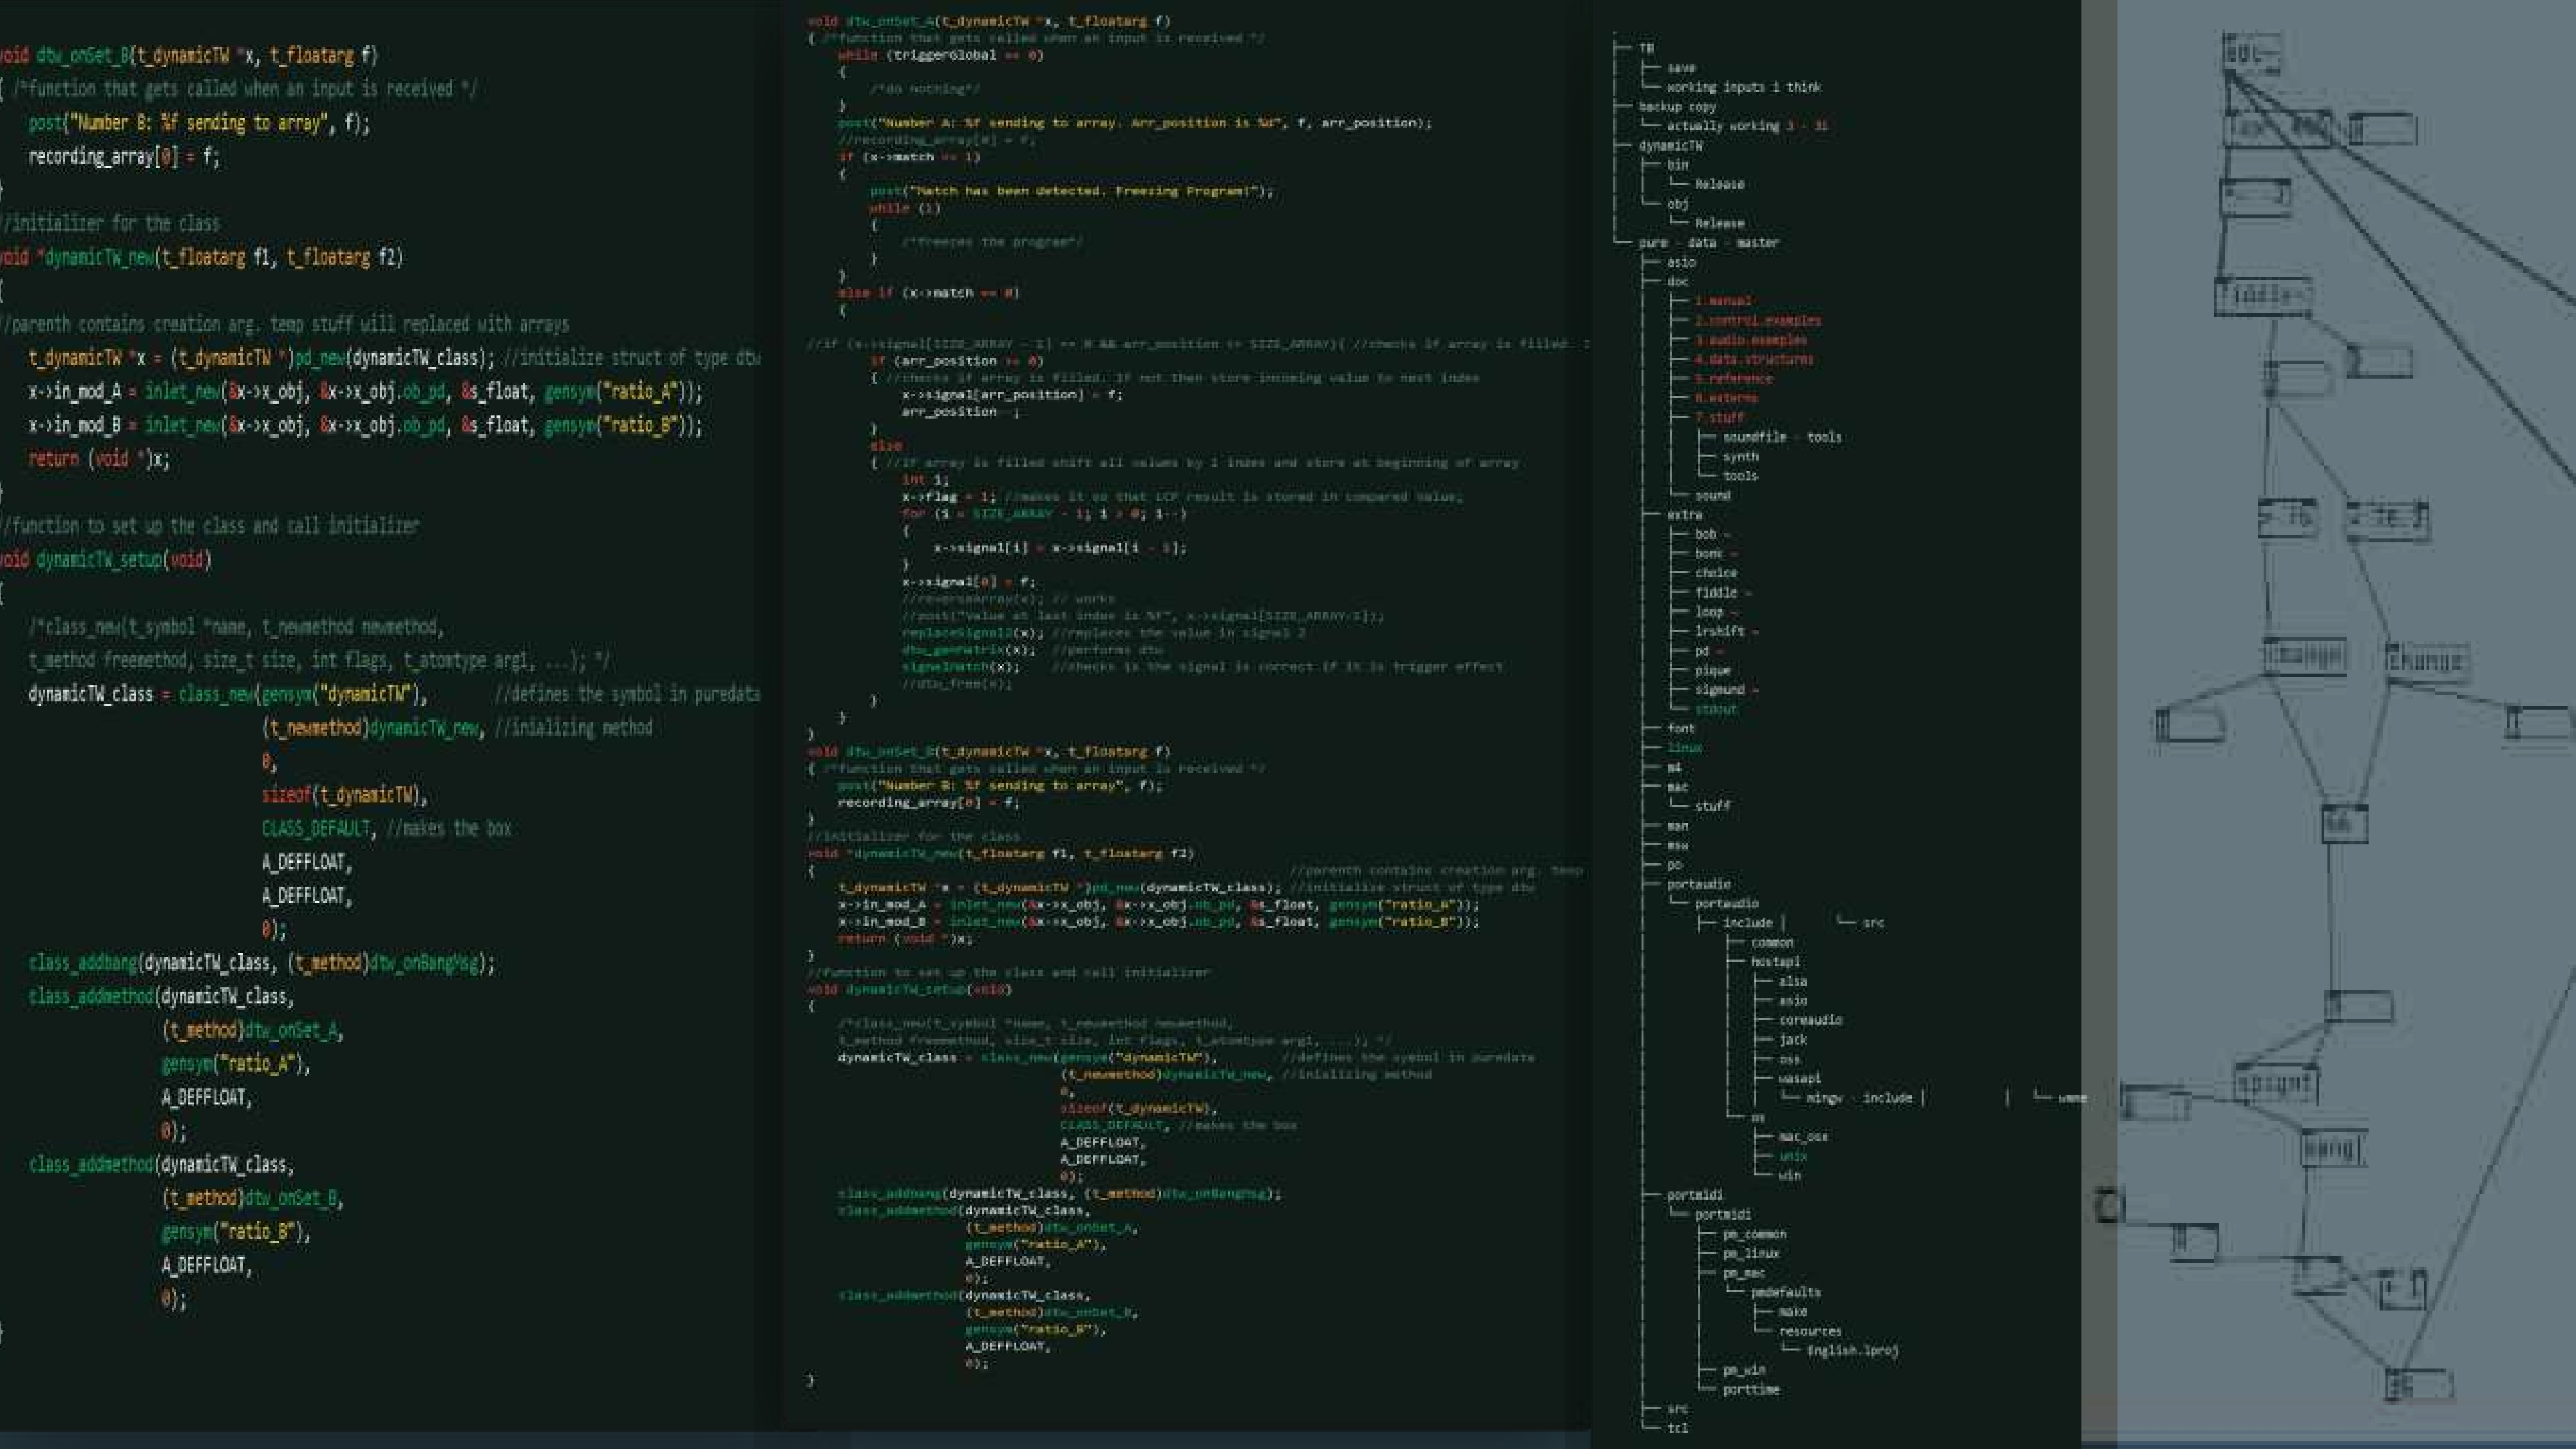 void dtw_onSet_B(t_dynamicTW *x, t_floatarg f)
{ /*function that gets called when an input is received */
post("Number B: %f sending to array", f);
recording_array[0] = f;
}
//initializer for the class
void *dynamicTW_new(t_floatarg f1, t_floatarg f2)
{
//parenth contains creation arg. temp stuff will replaced with arrays
t_dynamicTW *x = (t_dynamicTW *)pd_new(dynamicTW_class); //initialize struct of type dtw
x->in_mod_A = inlet_new(&x->x_obj, &x->x_obj.ob_pd, &s_float, gensym("ratio_A"));
x->in_mod_B = inlet_new(&x->x_obj, &x->x_obj.ob_pd, &s_float, gensym("ratio_B"));
return (void *)x;
}
//function to set up the class and call initializer
void dynamicTW_setup(void)
{
/*class_new(t_symbol *name, t_newmethod newmethod,
t_method freemethod, size_t size, int flags, t_atomtype arg1, ...); */
dynamicTW_class = class_new(gensym("dynamicTW"), //defines the symbol in puredata
(t_newmethod)dynamicTW_new, //inializing method
0,
sizeof(t_dynamicTW),
CLASS_DEFAULT, //makes the box
A_DEFFLOAT,
A_DEFFLOAT,
0);
class_addbang(dynamicTW_class, (t_method)dtw_onBangMsg);
class_addmethod(dynamicTW_class,
(t_method)dtw_onSet_A,
gensym("ratio_A"),
A_DEFFLOAT,
0);
class_addmethod(dynamicTW_class,
(t_method)dtw_onSet_B,
gensym("ratio_B"),
A_DEFFLOAT,
0);
}
void dtw_onSet_A(t_dynamicTW *x, t_floatarg f)
{ /*function that gets called when an input is received */
while (triggerGlobal == 0)
{
/*do nothing*/
}
post("Number A: %f sending to array. Arr_position is %d", f, arr_position);
//recording_array[0] = f;
if (x->match == 1)
{
post("Match has been detected. Freezing Program!");
while (1)
{
/*freezes the program*/
}
}
else if (x->match == 0)
{
//if (x->signal[SIZE_ARRAY - 1] == 0 && arr_position <= SIZE_ARRAY){ //checks if array is filled.
if (arr_position >= 0)
{ //checks if array is filled. If not then store incoming value to next index
x->signal[arr_position] = f;
arr_position--;
}
else
{ //if array is filled shift all values by 1 index and store at beginning of array
int i;
x->flag = 1; //makes it so that LCP result is stored in compared value;
for (i = SIZE_ARRAY - 1; i > 0; i--)
{
x->signal[i] = x->signal[i - 1];
}
x->signal[0] = f;
//reverseArray(x); // works
//post("Value at last index is %f", x->signal[SIZE_ARRAY-1]);
replaceSignal2(x); //replaces the value in signal 2
dtw_genMatrix(x); //performs dtw
signalmatch(x); //checks is the signal is correct if it is trigger effect
//dtw_free(x);
}
}
}
void dtw_onSet_B(t_dynamicTW *x, t_floatarg f)
{ /*function that gets called when an input is received */
post("Number B: %f sending to array", f);
recording_array[0] = f;
}
//initializer for the class
void *dynamicTW_new(t_floatarg f1, t_floatarg f2)
{ //parenth contains creation arg. temp
t_dynamicTW *x = (t_dynamicTW *)pd_new(dynamicTW_class); //initialize struct of type dtw
x->in_mod_A = inlet_new(&x->x_obj, &x->x_obj.ob_pd, &s_float, gensym("ratio_A"));
x->in_mod_B = inlet_new(&x->x_obj, &x->x_obj.ob_pd, &s_float, gensym("ratio_B"));
return (void *)x;
}
//function to set up the class and call initializer
void dynamicTW_setup(void)
{
/*class_new(t_symbol *name, t_newmethod newmethod,
t_method freemethod, size_t size, int flags, t_atomtype arg1, ...); */
dynamicTW_class = class_new(gensym("dynamicTW"), //defines the symbol in puredata
(t_newmethod)dynamicTW_new, //inializing method
0,
sizeof(t_dynamicTW),
CLASS_DEFAULT, //makes the box
A_DEFFLOAT,
A_DEFFLOAT,
0);
class_addbang(dynamicTW_class, (t_method)dtw_onBangMsg);
class_addmethod(dynamicTW_class,
(t_method)dtw_onSet_A,
gensym("ratio_A"),
A_DEFFLOAT,
0);
class_addmethod(dynamicTW_class,
(t_method)dtw_onSet_B,
gensym("ratio_B"),
A_DEFFLOAT,
0);
}
TB
save
working inputs i think
backup copy
actually working 3 - 31
dynamicTW
bin
Release
obj
Release
pure - data - master
asio
doc
1.manual
2.control.examples
3.audio.examples
4.data.structures
5.reference
6.externs
7.stuff
soundfile - tools
synth
tools
sound
extra
bob ~
bonk ~
choice
fiddle ~
loop ~
lrshift ~
pd ~
pique
sigmund ~
stdout
font
linux
m4
mac
stuff
man
msw
po
portaudio
portaudio
include | src
common
hostapi
alsa
asio
coreaudio
jack
oss
wasapi
mingw - include | | wmme
os
mac_osx
unix
win
portmidi
portmidi
pm_common
pm_linux
pm_mac
pmdefaults
make
resources
English.lproj
pm_win
porttime
src
tcl
adc~
fiddle~
change
change
&&
spigot
bang